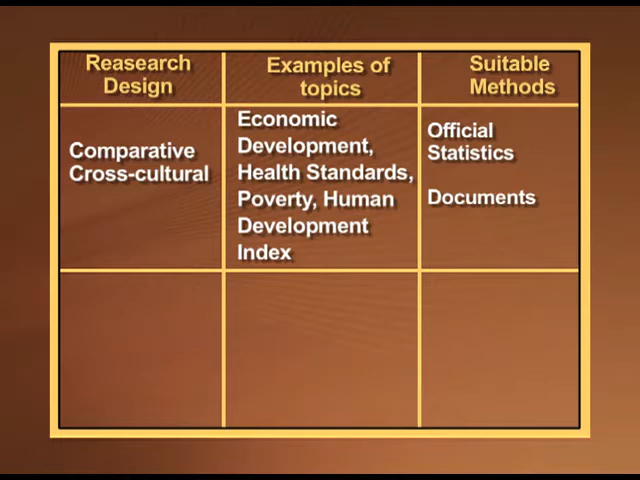 Reasearch
Design
Examples of
topics
Suitable
Methods
Comparative
Cross-cultural
Economic
Development,
Health Standards,
Poverty, Human
Development
Index
Official
Statistics
Documents